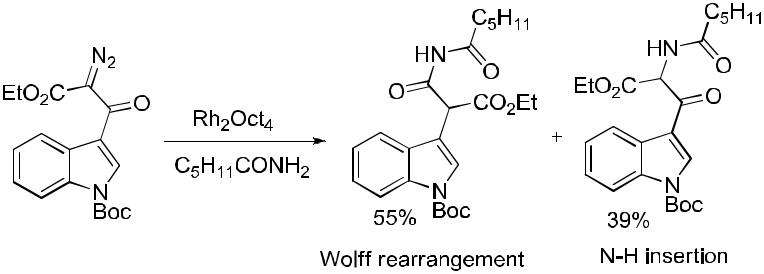 C₅H₁₁
HN
O
O
CO₂Et
N
Boc
55%
Wolff rearrangement
N₂
EtO₂C
O
N
Boc
Rh₂Oct₄
C₅H₁₁CONH₂
+
C₅H₁₁
HN
O
EtO₂C
O
N
Boc
39%
N-H insertion